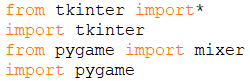 from tkinter import*
import tkinter
from pygame import mixer
import pygame